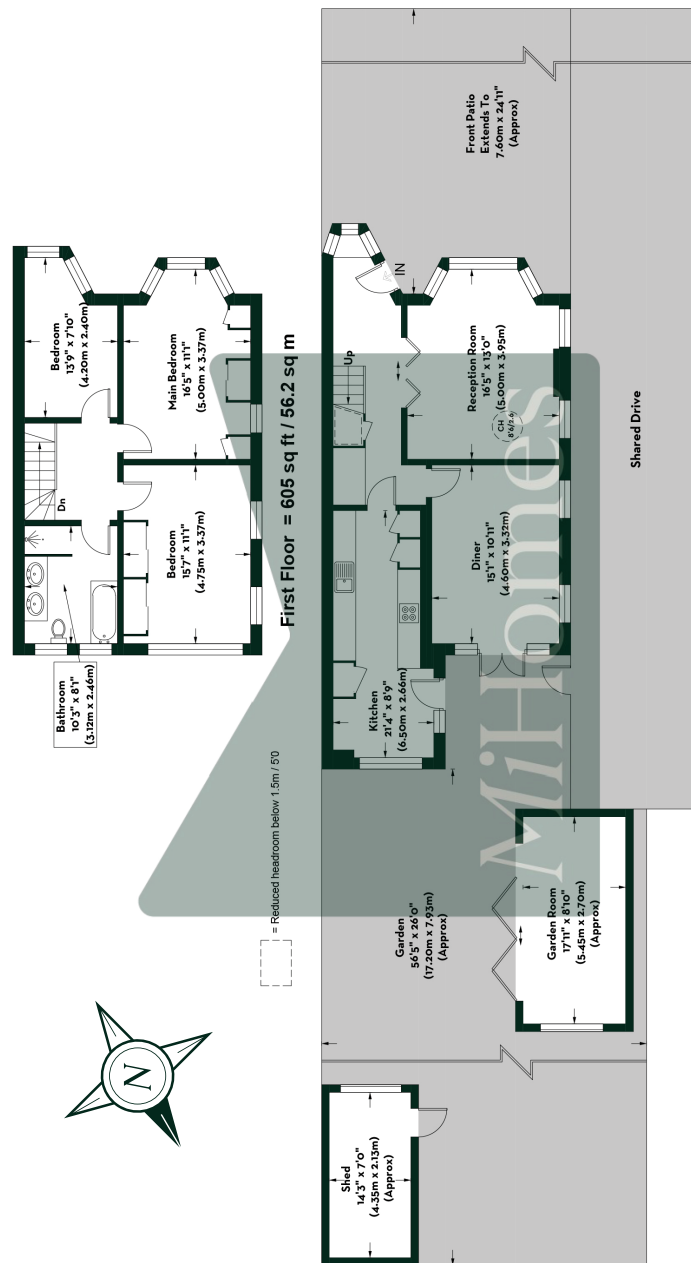 Bedroom
13'9" x 7'10"
(4.20m x 2.40m)
Main Bedroom
16'5" x 11'1"
(5.00m x 3.37m)
Dn
Bedroom
15'7" x 11'1"
(4.75m x 3.37m)
Bathroom
10'3" x 8'1"
(3.12m x 2.46m)
First Floor = 605 sq ft / 56.2 sq m
= Reduced headroom below 1.5m / 5'0
N
Front Patio
Extends To
7.60m x 24'11"
(Approx)
IN
Up
Reception Room
16'5" x 13'0"
(5.00m x 3.95m)
CH
8'6/2.6
Diner
15'1" x 10'11"
(4.60m x 3.32m)
Kitchen
21'4" x 8'9"
(6.50m x 2.66m)
Shared Drive
MiHomes
Garden
56'5" x 26'0"
(17.20m x 7.93m)
(Approx)
Garden Room
17'11" x 8'10"
(5.45m x 2.70m)
(Approx)
Shed
14'3" x 7'0"
(4.35m x 2.13m)
(Approx)